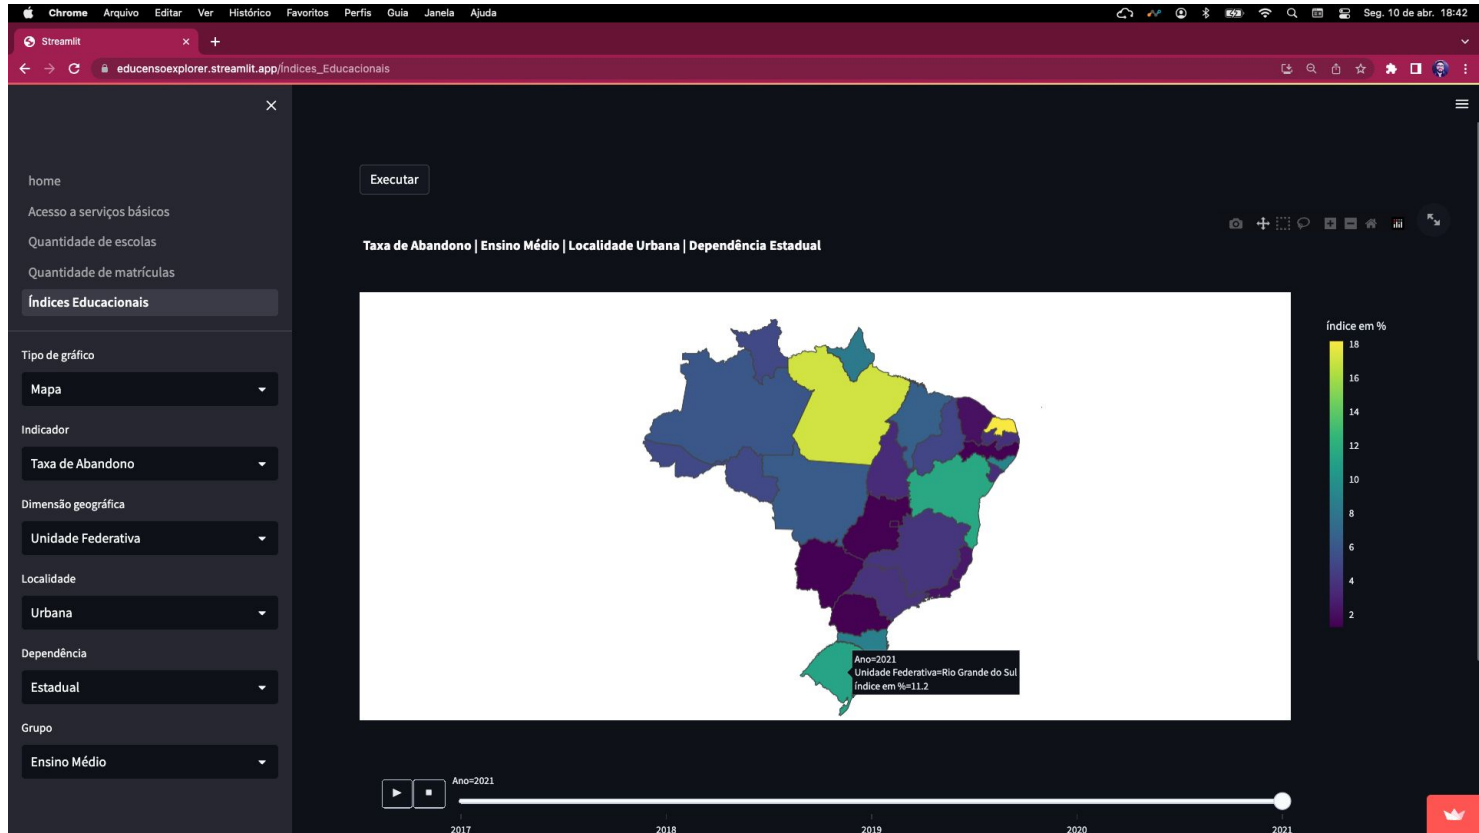 Chrome Arquivo Editar Ver Histórico Favoritos Perfis Guia Janela Ajuda
Seg. 10 de abr. 18:42
Streamlit
educensoexplorer.streamlit.app/Índices_Educacionais
home
Acesso a serviços básicos
Quantidade de escolas
Quantidade de matrículas
Índices Educacionais
Tipo de gráfico
Mapa
Indicador
Taxa de Abandono
Dimensão geográfica
Unidade Federativa
Localidade
Urbana
Dependência
Estadual
Grupo
Ensino Médio
Executar
Taxa de Abandono | Ensino Médio | Localidade Urbana | Dependência Estadual
índice em %
18
16
14
12
10
8
6
4
2
Ano=2021
Unidade Federativa=Rio Grande do Sul
índice em %=11.2
Ano=2021
2017 2018 2019 2020 2021